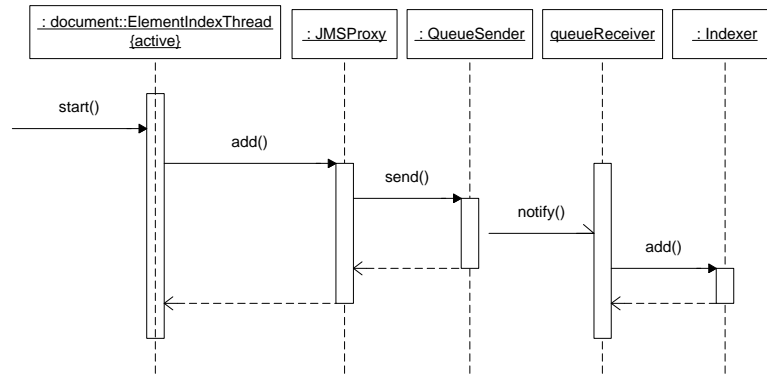 : document::ElementIndexThread
{active}
: JMSProxy
: QueueSender
queueReceiver
: Indexer
start()
add()
send()
notify()
add()